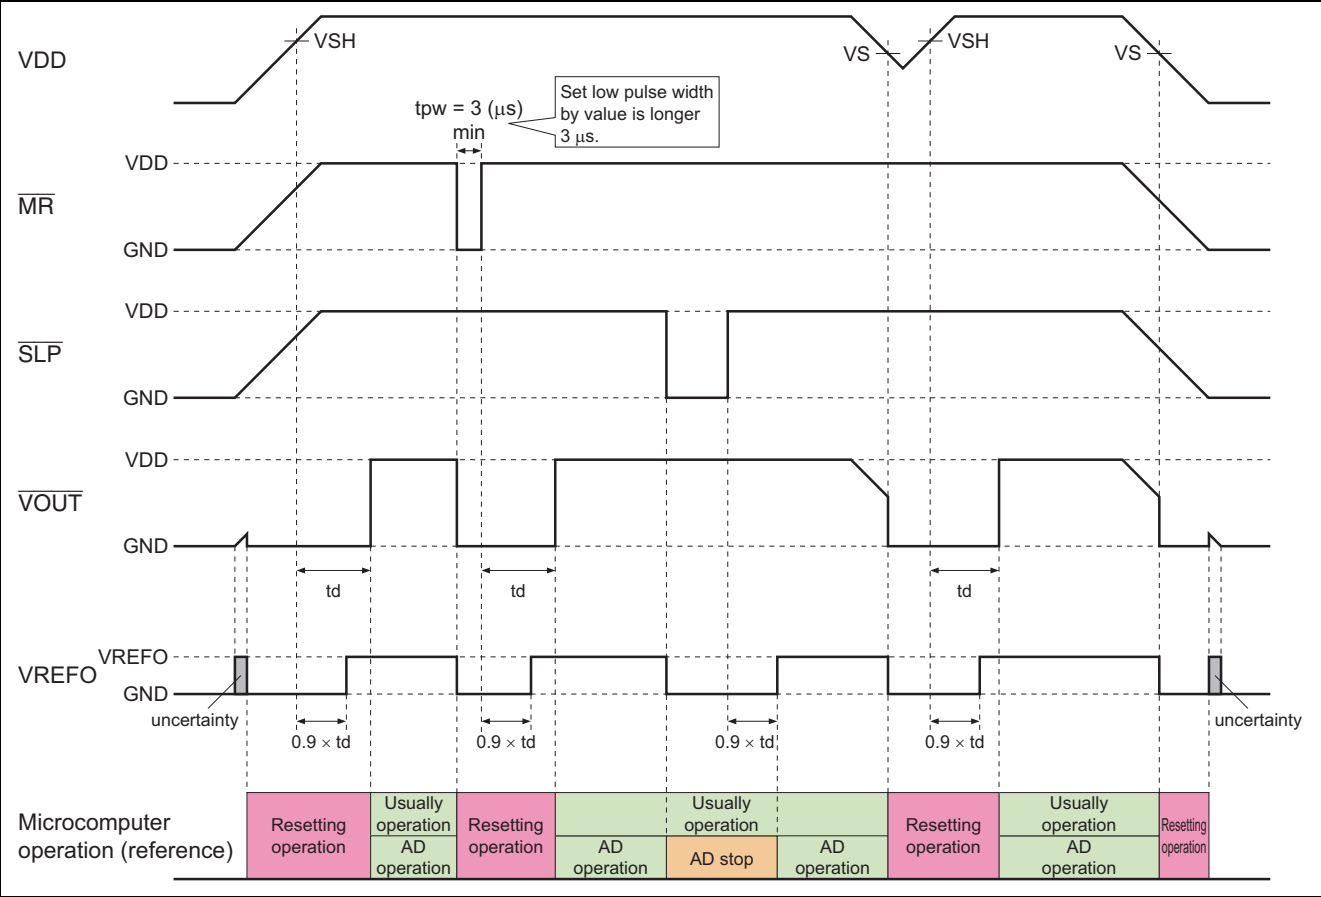 VDD
VSH
VS
VSH
VS
tpw = 3 (μs)
min
Set low pulse width
by value is longer
3 μs.
VDD
MR
GND
VDD
SLP
GND
VDD
VOUT
GND
td
td
td
VREFO
VREFO
GND
uncertainty
uncertainty
0.9 × td
0.9 × td
0.9 × td
0.9 × td
Microcomputer
operation (reference)
Resetting
operation
Usually
operation
AD
operation
Resetting
operation
Usually
operation
AD
operation
AD stop
AD
operation
Resetting
operation
Usually
operation
AD
operation
Resetting
operation